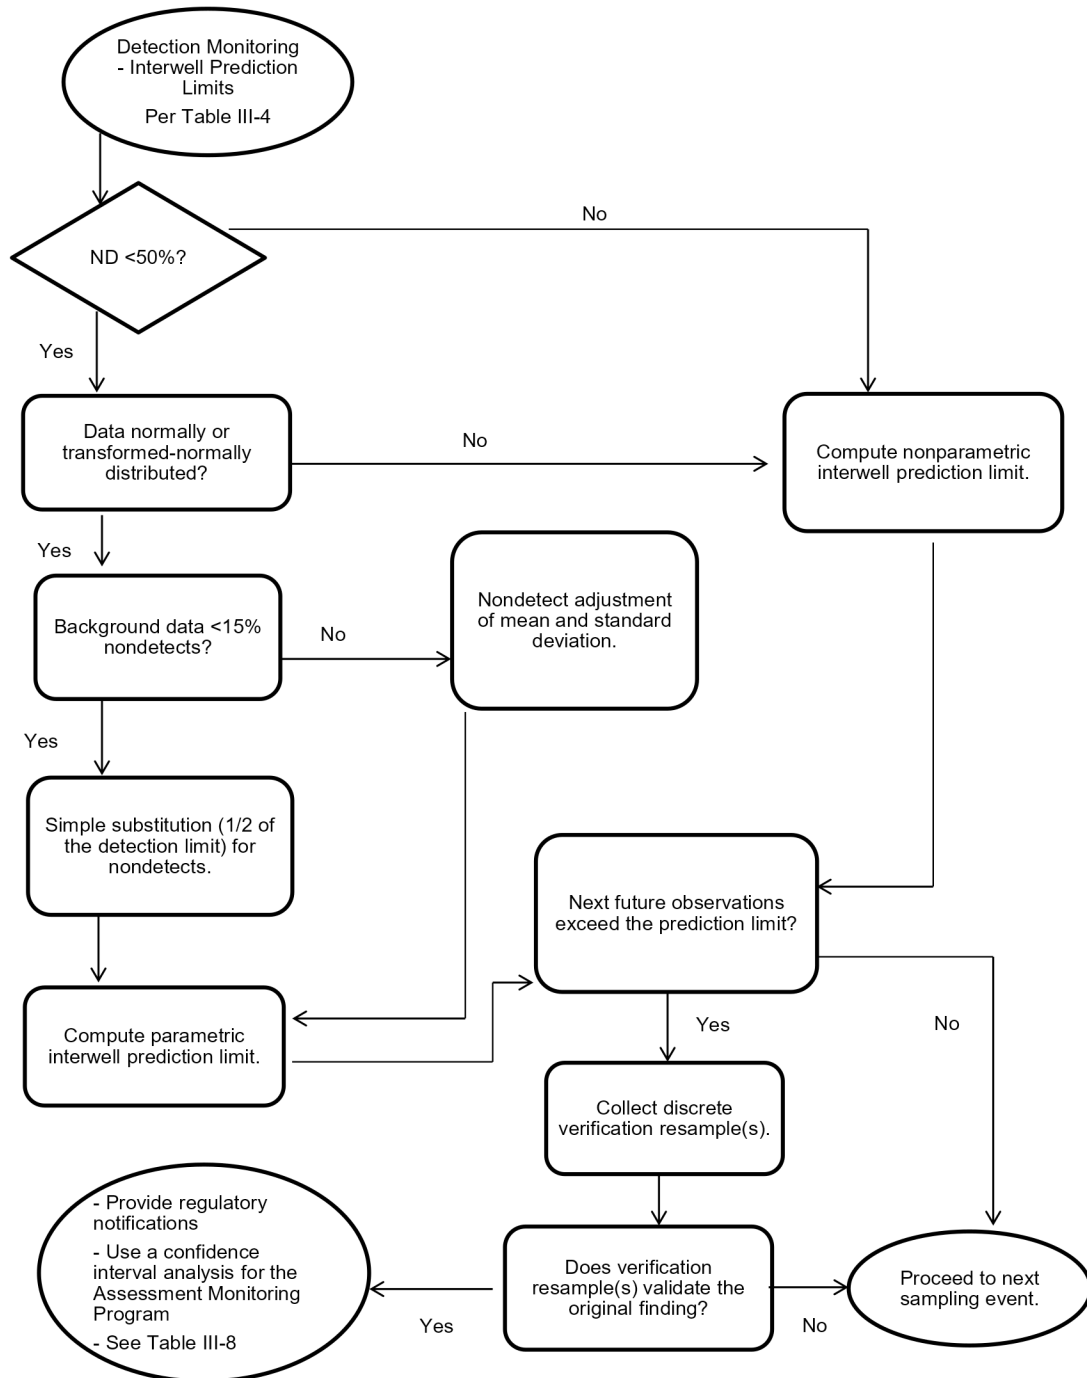 Detection Monitoring
- Interwell Prediction
Limits
Per Table III-4
No
ND <50%?
Yes
Data normally or
transformed-normally
distributed?
No
Compute nonparametric
interwell prediction limit.
Yes
Background data <15%
nondetects?
No
Nondetect adjustment
of mean and standard
deviation.
Yes
Simple substitution (1/2 of
the detection limit) for
nondetects.
Next future observations
exceed the prediction limit?
Compute parametric
interwell prediction limit.
Yes
No
Collect discrete
verification resample(s).
- Provide regulatory
notifications
- Use a confidence
interval analysis for the
Assessment Monitoring
Program
- See Table III-8
Yes
Does verification
resample(s) validate the
original finding?
No
Proceed to next
sampling event.